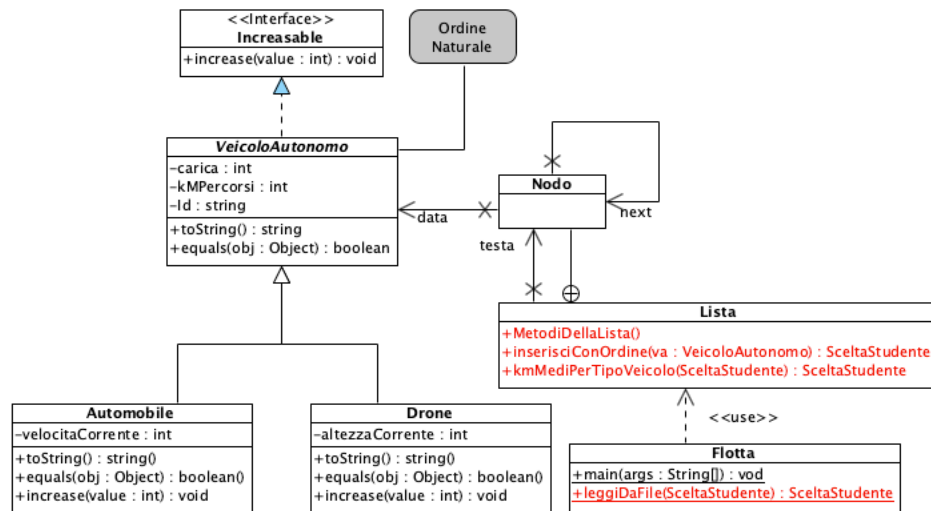 <<Interface>>
Increasable
+increase(value : int) : void
Ordine
Naturale
VeicoloAutonomo
-carica : int
-kMPercorsi : int
-Id : string
+toString() : string
+equals(obj : Object) : boolean
Nodo
data
next
testa
Lista
+MetodiDellaLista()
+inserisciConOrdine(va : VeicoloAutonomo) : SceltaStudente
+kmMediPerTipoVeicolo(SceltaStudente) : SceltaStudente
<<use>>
Automobile
-velocitaCorrente : int
+toString() : string()
+equals(obj : Object) : boolean()
+increase(value : int) : void
Drone
-altezzaCorrente : int
+toString() : string()
+equals(obj : Object) : boolean()
+increase(value : int) : void
Flotta
+main(args : String[]) : vod
+leggiDaFile(SceltaStudente) : SceltaStudente